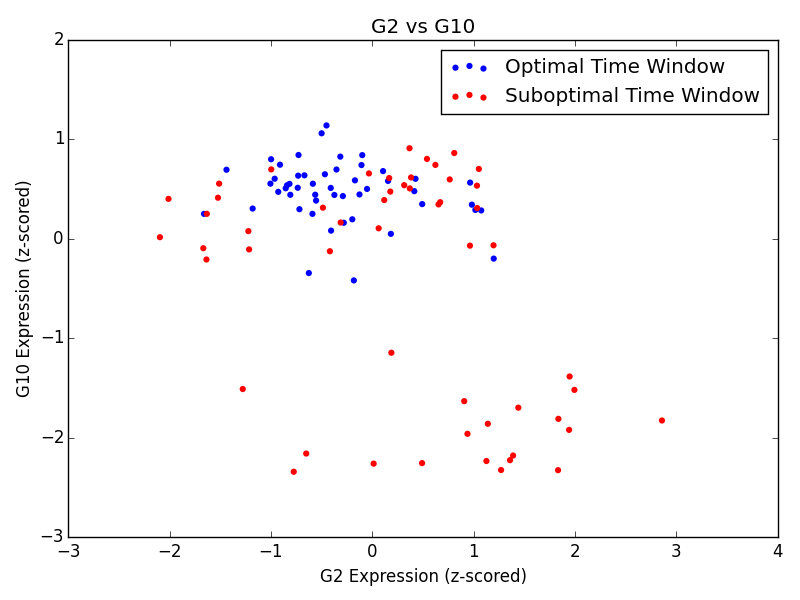 G2 vs G10
Optimal Time Window
Suboptimal Time Window
2
1
0
−1
−2
−3
G10 Expression (z-scored)
−3 −2 −1 0 1 2 3 4
G2 Expression (z-scored)